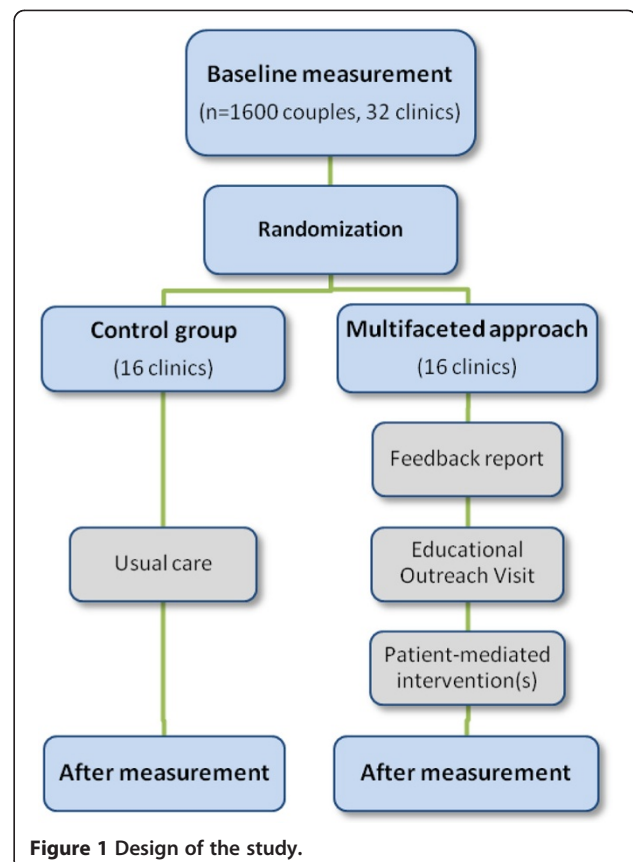 Baseline measurement
(n=1600 couples, 32 clinics)
Randomization
Control group
(16 clinics)
Multifaceted approach
(16 clinics)
Feedback report
Usual care
Educational
Outreach Visit
Patient-mediated
intervention(s)
After measurement
After measurement
Figure 1 Design of the study.